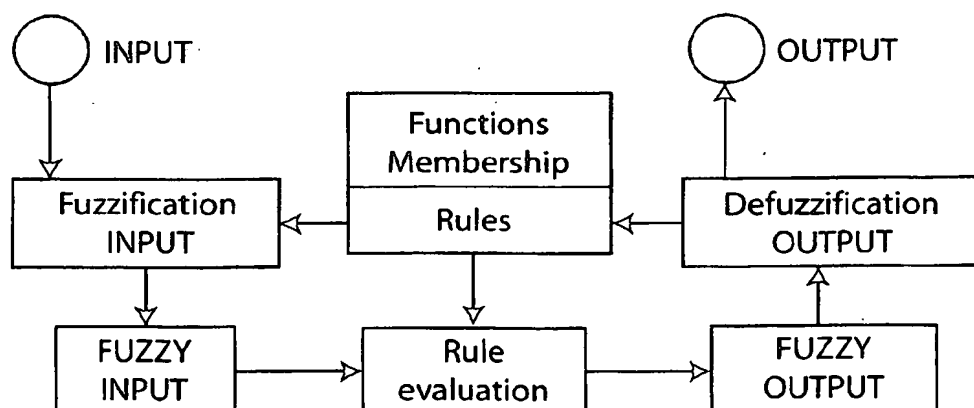 INPUT
OUTPUT
Functions
Membership
Rules
Fuzzification
INPUT
Defuzzification
OUTPUT
FUZZY
INPUT
Rule
evaluation
FUZZY
OUTPUT